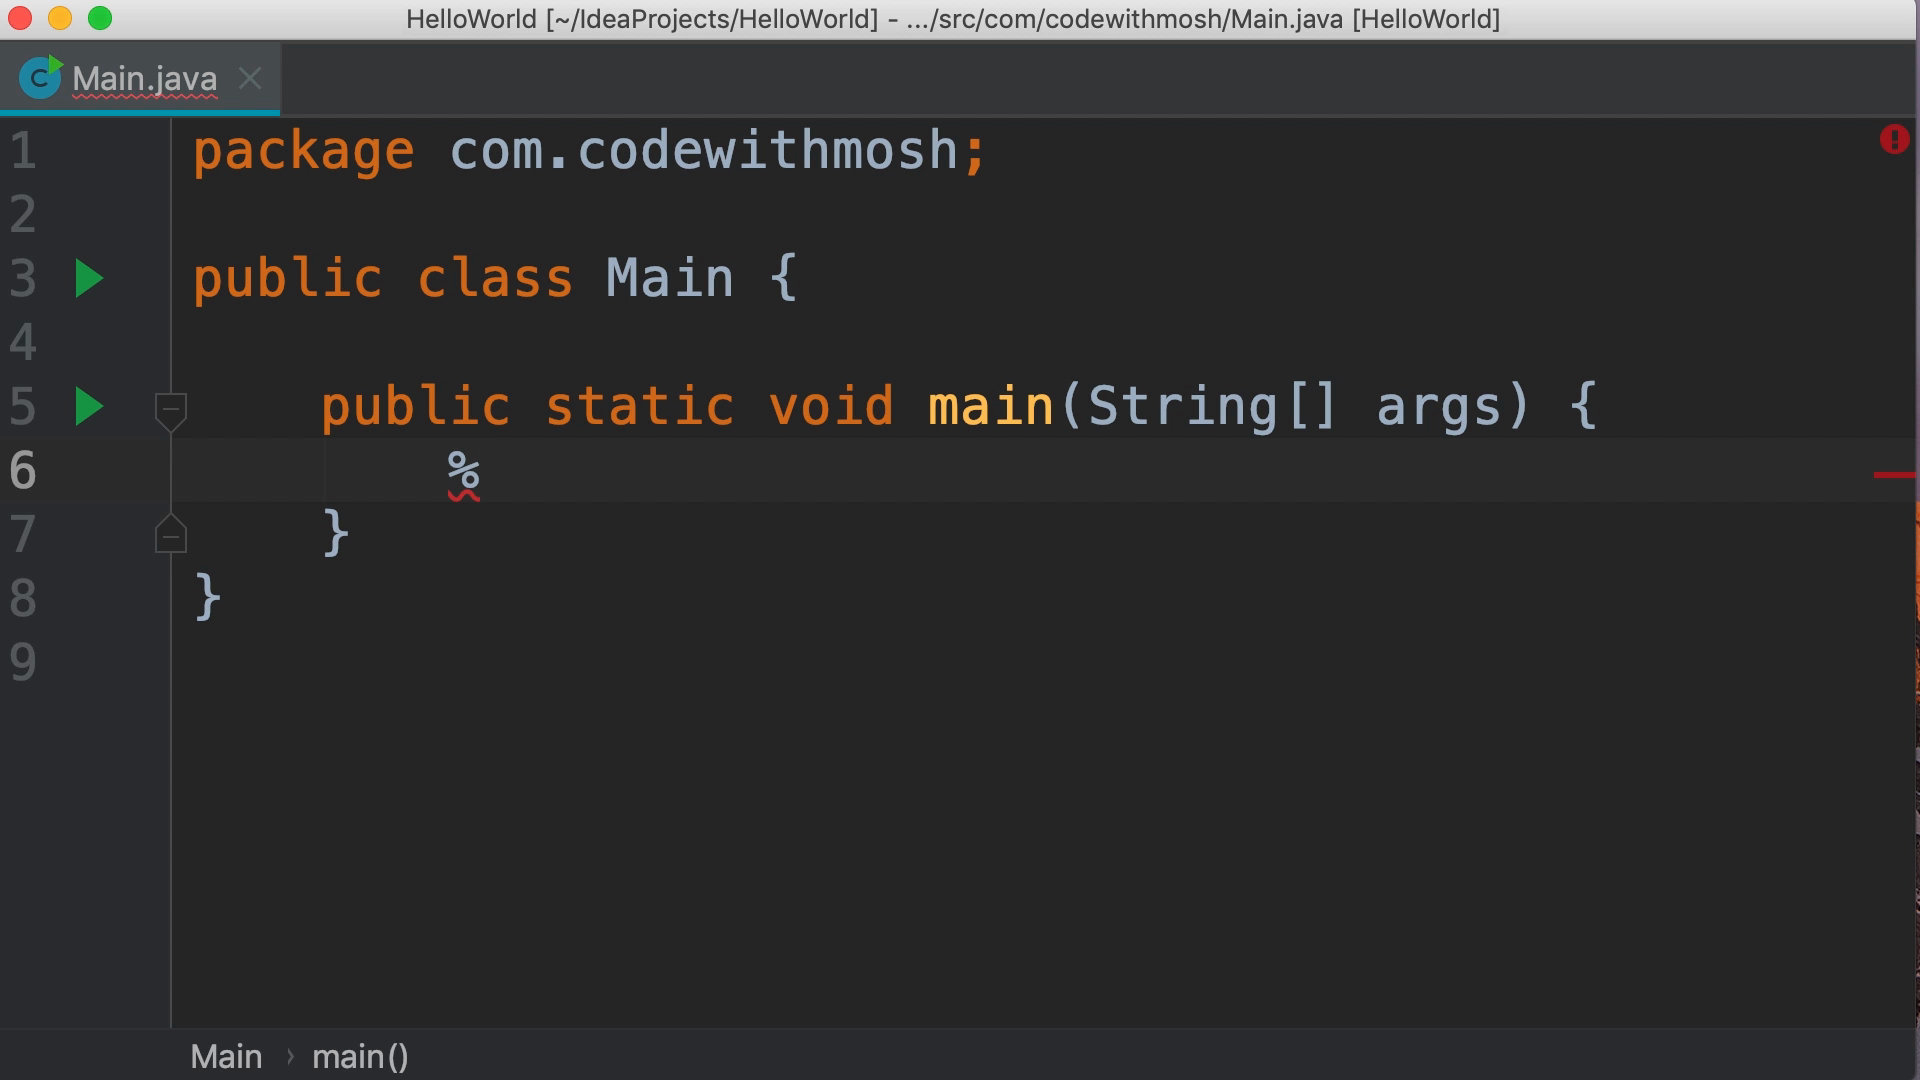 HelloWorld [~/IdeaProjects/HelloWorld] - .../src/com/codewithmosh/Main.java [HelloWorld]
C Main.java
1 package com.codewithmosh;
2
3 public class Main {
4
5 public static void main(String[] args) {
6 %
7 }
8 }
9
Main › main()